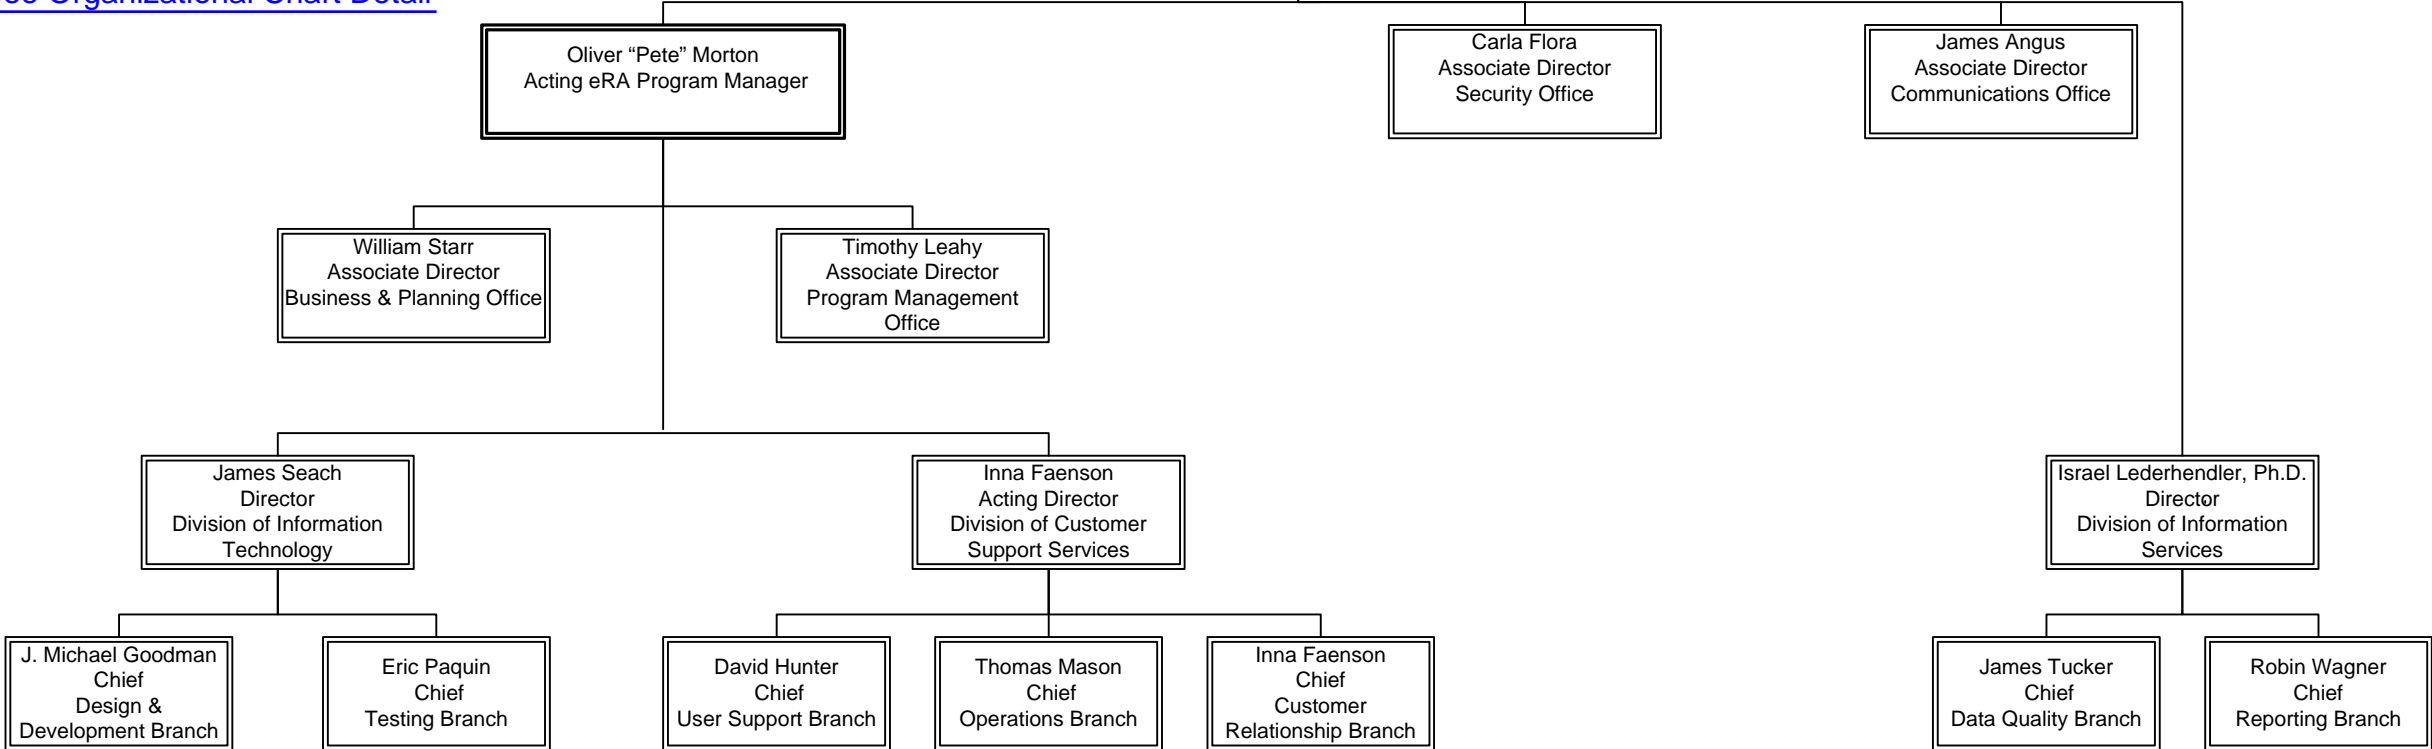 Organizational Chart Detail
Oliver “Pete” Morton
Acting eRA Program Manager
Carla Flora
Associate Director
Security Office
James Angus
Associate Director
Communications Office
William Starr
Associate Director
Business & Planning Office
Timothy Leahy
Associate Director
Program Management
Office
James Seach
Director
Division of Information
Technology
Inna Faenson
Acting Director
Division of Customer
Support Services
Israel Lederhendler, Ph.D.
Director
Division of Information
Services
J. Michael Goodman
Chief
Design &
Development Branch
Eric Paquin
Chief
Testing Branch
David Hunter
Chief
User Support Branch
Thomas Mason
Chief
Operations Branch
Inna Faenson
Chief
Customer
Relationship Branch
James Tucker
Chief
Data Quality Branch
Robin Wagner
Chief
Reporting Branch